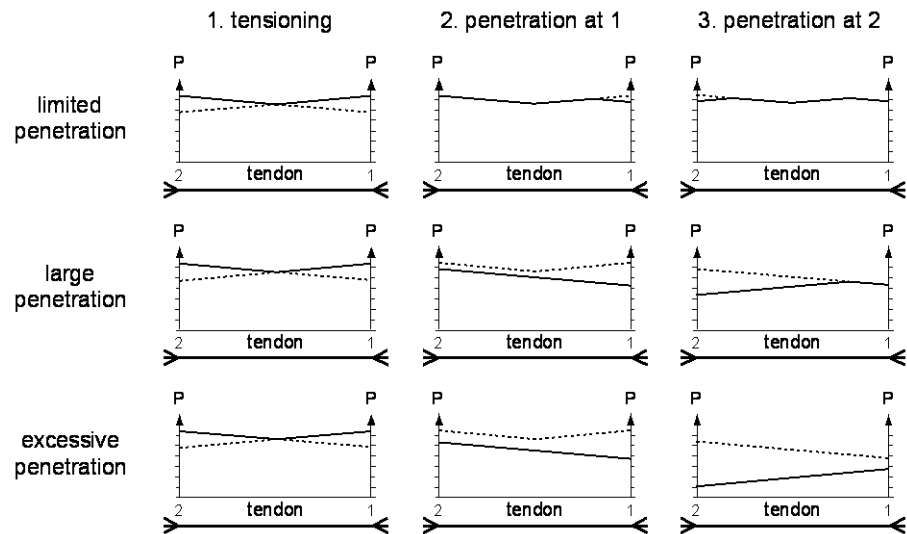 1. tensioning 2. penetration at 1 3. penetration at 2
P P P P P P
limited
penetration
2 tendon 1 2 tendon 1 2 tendon 1
P P P P P P
large
penetration
2 tendon 1 2 tendon 1 2 tendon 1
P P P P P P
excessive
penetration
2 tendon 1 2 tendon 1 2 tendon 1